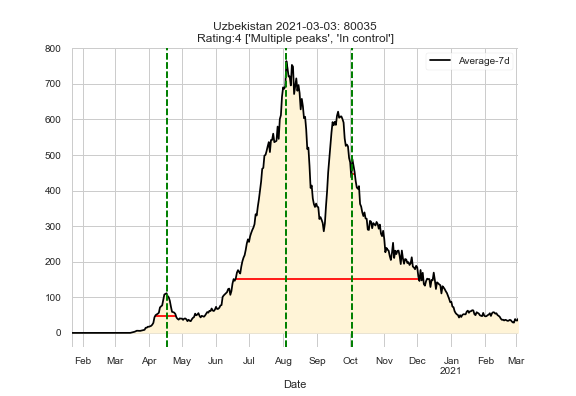 Uzbekistan 2021-03-03: 80035
Rating:4 ['Multiple peaks', 'In control']
Average-7d
800
700
600
500
400
300
200
100
0
Feb Mar Apr May Jun Jul Aug Sep Oct Nov Dec Jan Feb Mar
2021
Date